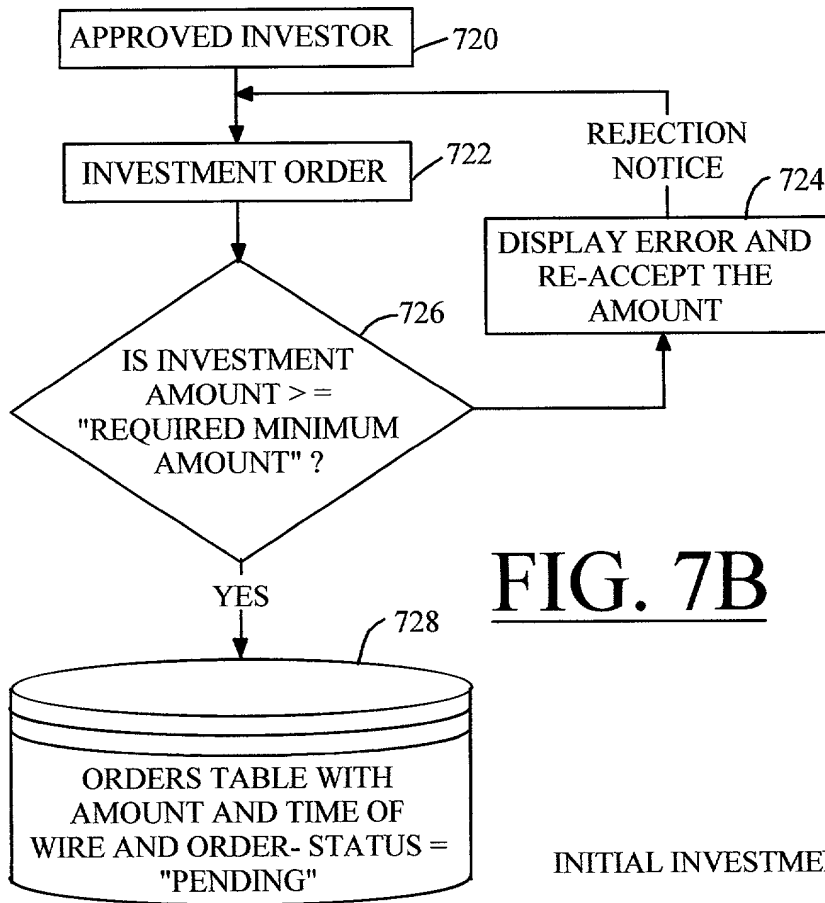 APPROVED INVESTOR
720
INVESTMENT ORDER
722
REJECTION
NOTICE
724
DISPLAY ERROR AND
RE-ACCEPT THE
AMOUNT
726
IS INVESTMENT
AMOUNT > =
"REQUIRED MINIMUM
AMOUNT" ?
YES
FIG. 7B
728
ORDERS TABLE WITH
AMOUNT AND TIME OF
WIRE AND ORDER- STATUS =
"PENDING"
INITIAL